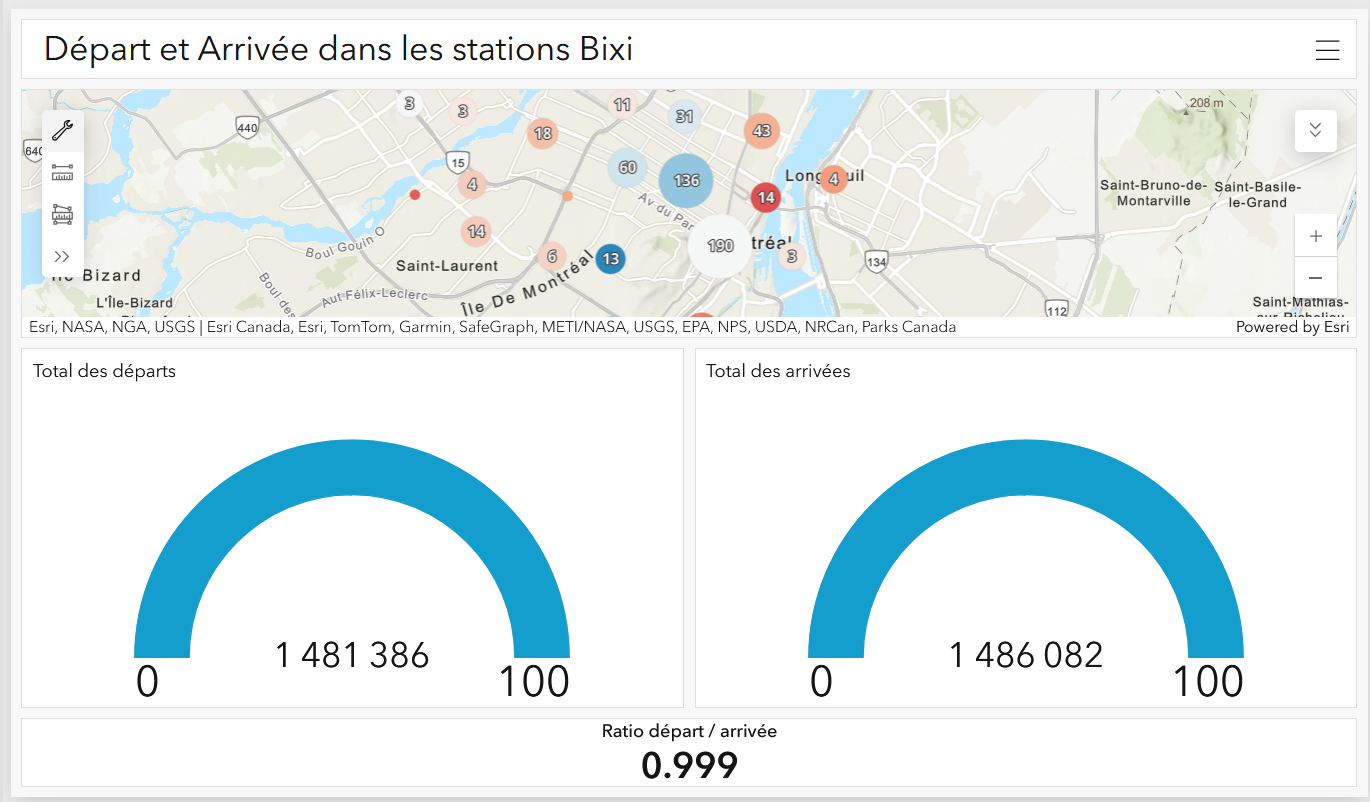 Départ et Arrivée dans les stations Bixi
3
3
11
31
208 m
440
18
43
640
15
60
136
4
Longueuil
4
14
Saint-Bruno-de-
Montarville
Saint-Basile-
le-Grand
Av du Parc
14
Boul Gouin O
190
6
13
3
134
Saint-Laurent
Île De Montréal
Bizard
L'Île-Bizard
Boul des
Aut Félix-Leclerc
112
Saint-Mathias-
sur-Richelieu
Esri, NASA, NGA, USGS | Esri Canada, Esri, TomTom, Garmin, SafeGraph, METI/NASA, USGS, EPA, NPS, USDA, NRCan, Parks Canada
Powered by Esri
Total des départs
1 481 386
0
100
Total des arrivées
1 486 082
0
100
Ratio départ / arrivée
0.999